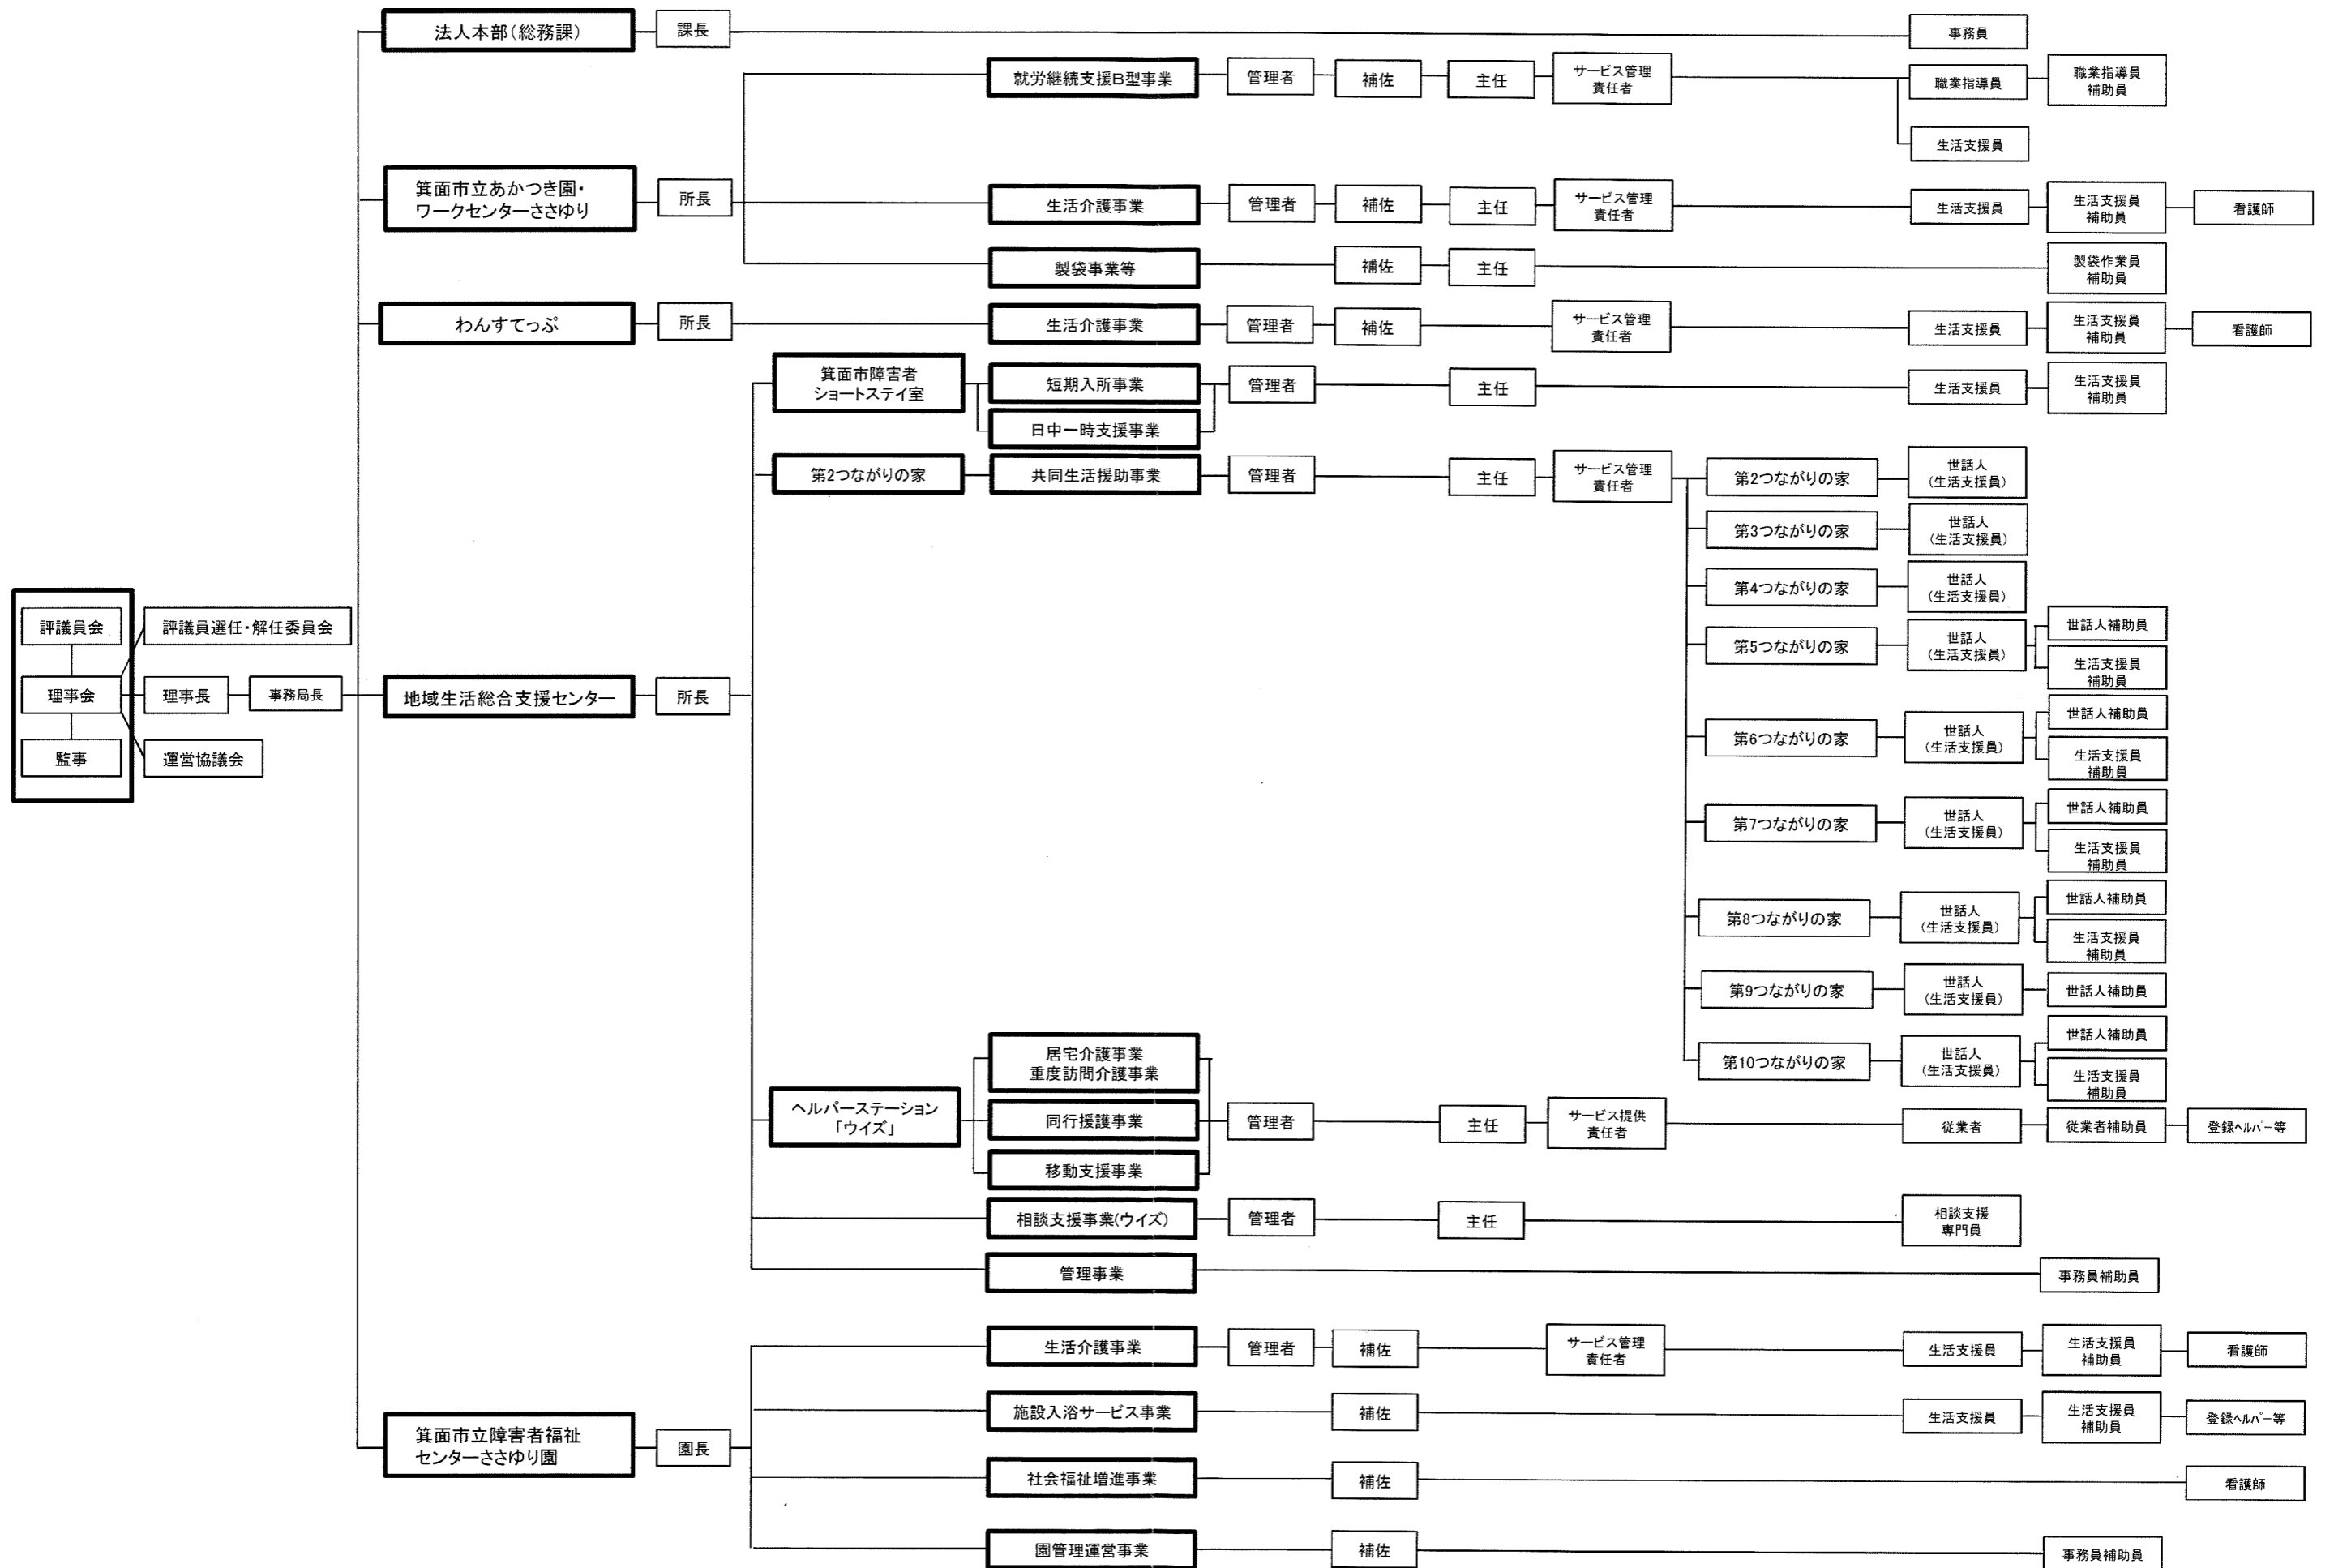 法人本部(総務課)
課長
事務員
就労継続支援B型事業
管理者
補佐
主任
サービス管理
責任者
職業指導員
職業指導員
補助員
生活支援員
箕面市立あかつき園・
ワークセンターささゆり
所長
生活介護事業
管理者
補佐
主任
サービス管理
責任者
生活支援員
生活支援員
補助員
看護師
製袋事業等
補佐
主任
製袋作業員
補助員
わんすてっぷ
所長
生活介護事業
管理者
補佐
サービス管理
責任者
生活支援員
生活支援員
補助員
看護師
箕面市障害者
ショートステイ室
短期入所事業
管理者
主任
生活支援員
生活支援員
補助員
日中一時支援事業
第2つながりの家
共同生活援助事業
管理者
主任
サービス管理
責任者
第2つながりの家
世話人
(生活支援員)
第3つながりの家
世話人
(生活支援員)
第4つながりの家
世話人
(生活支援員)
第5つながりの家
世話人
(生活支援員)
世話人補助員
生活支援員
補助員
評議員会
評議員選任・解任委員会
理事会
理事長
事務局長
地域生活総合支援センター
所長
監事
運営協議会
第6つながりの家
世話人
(生活支援員)
世話人補助員
生活支援員
補助員
第7つながりの家
世話人
(生活支援員)
世話人補助員
生活支援員
補助員
第8つながりの家
世話人
(生活支援員)
世話人補助員
生活支援員
補助員
第9つながりの家
世話人
(生活支援員)
世話人補助員
第10つながりの家
世話人
(生活支援員)
世話人補助員
生活支援員
補助員
ヘルパーステーション
「ウイズ」
居宅介護事業
重度訪問介護事業
同行援護事業
移動支援事業
管理者
主任
サービス提供
責任者
従業者
従業者補助員
登録ヘルパー等
相談支援事業(ウイズ)
管理者
主任
相談支援
専門員
管理事業
事務員補助員
箕面市立障害者福祉
センターささゆり園
園長
生活介護事業
管理者
補佐
サービス管理
責任者
生活支援員
生活支援員
補助員
看護師
施設入浴サービス事業
補佐
生活支援員
生活支援員
補助員
登録ヘルパー等
社会福祉増進事業
補佐
看護師
園管理運営事業
補佐
事務員補助員